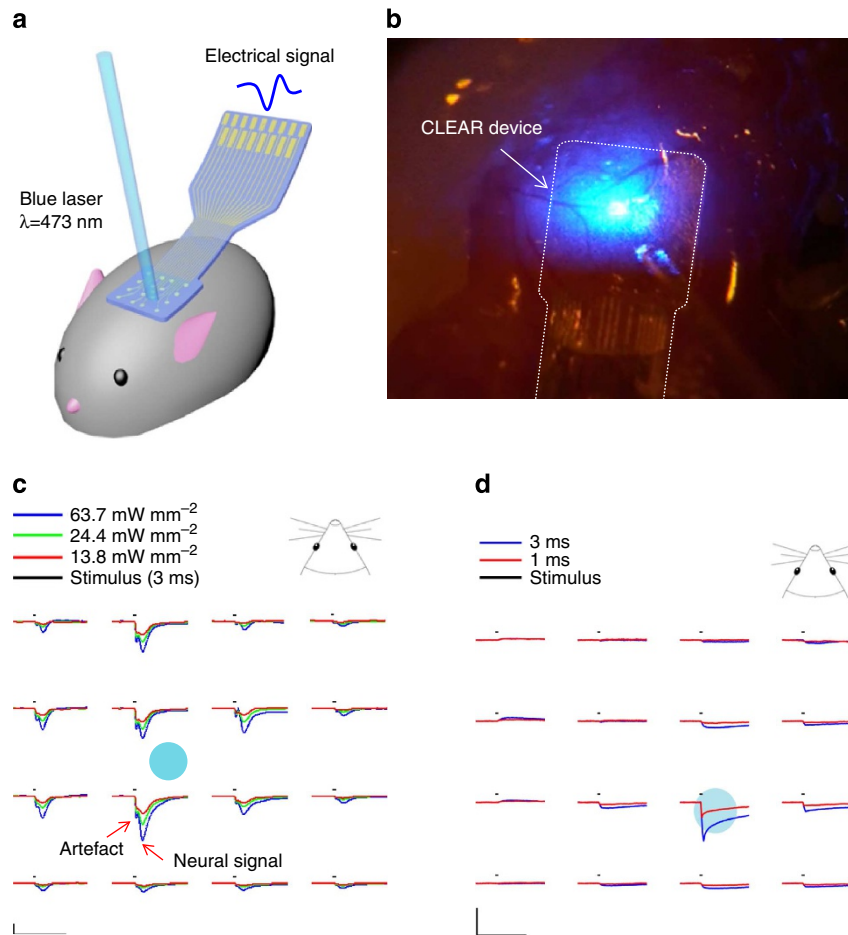 a
Electrical signal
Blue laser
λ=473 nm
b
CLEAR device
c
63.7 mW mm⁻²
24.4 mW mm⁻²
13.8 mW mm⁻²
Stimulus (3 ms)
Artefact
Neural signal
d
3 ms
1 ms
Stimulus